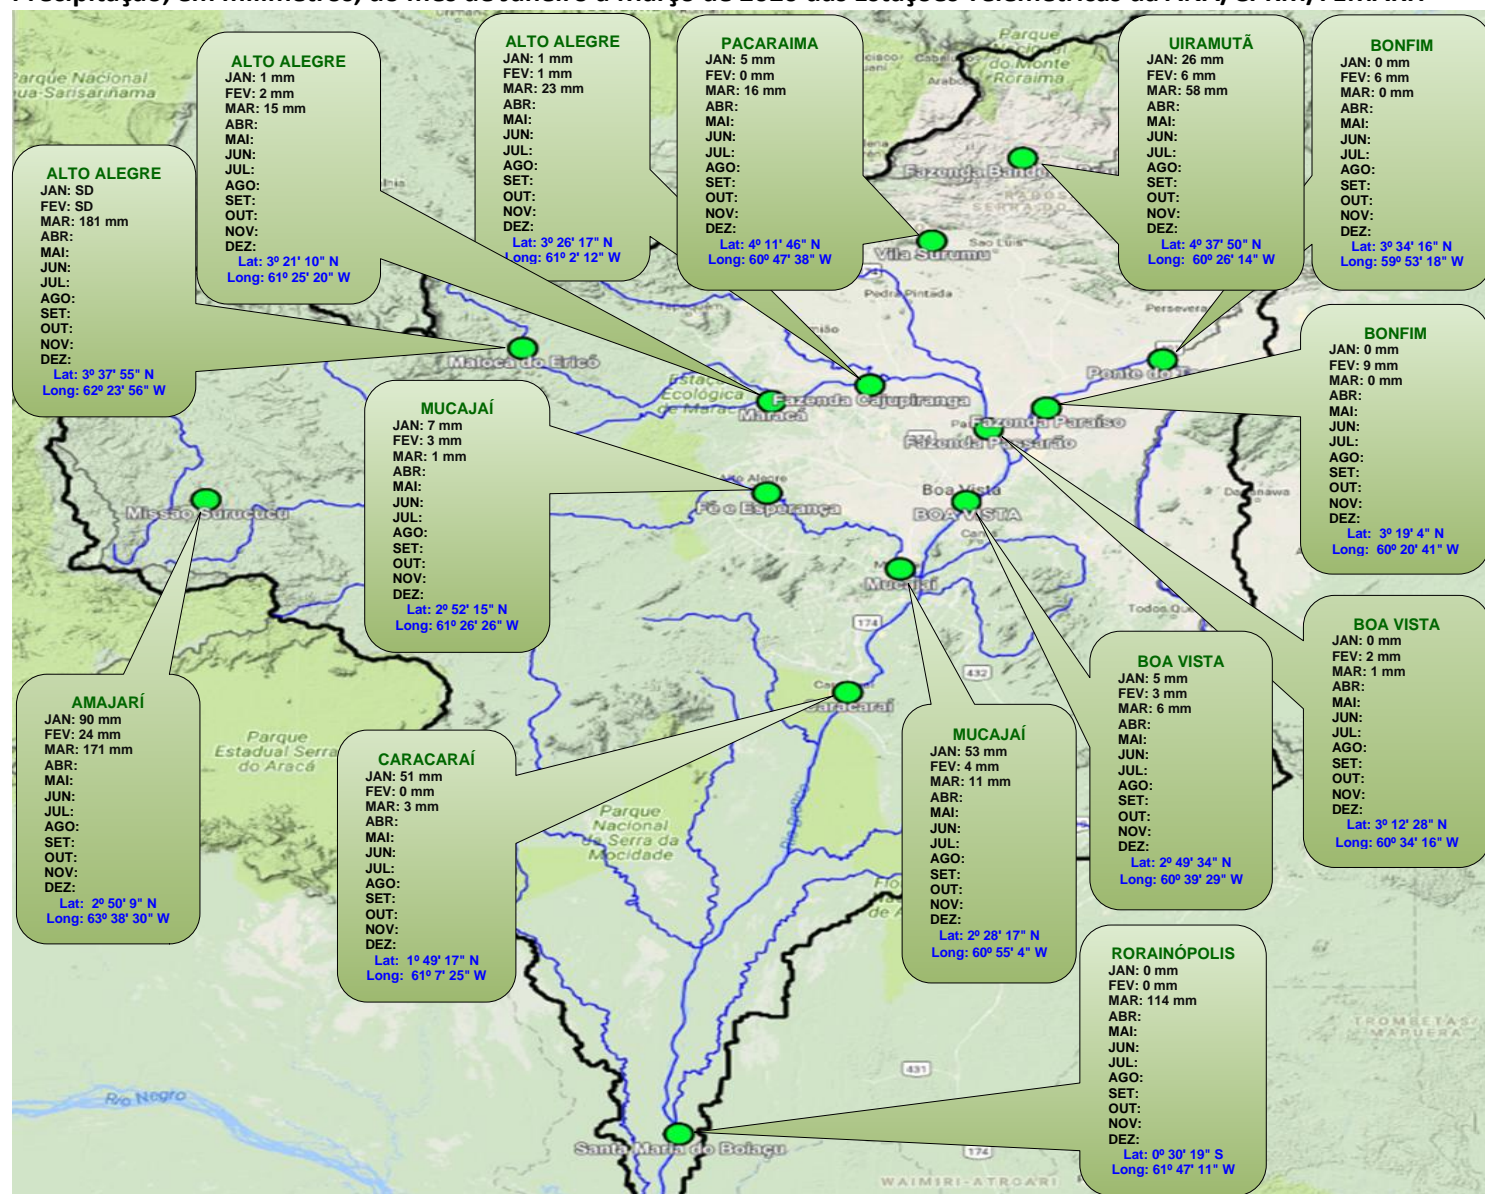 ALTO ALEGRE
JAN: 1 mm
FEV: 2 mm
MAR: 15 mm
ABR:
MAI:
JUN:
JUL:
AGO:
SET:
OUT:
NOV:
DEZ:
Lat: 3º 21' 10" N
Long: 61º 25' 20" W
ALTO ALEGRE
JAN: 1 mm
FEV: 1 mm
MAR: 23 mm
ABR:
MAI:
JUN:
JUL:
AGO:
SET:
OUT:
NOV:
DEZ:
Lat: 3º 26' 17" N
Long: 61º 2' 12" W
PACARAIMA
JAN: 5 mm
FEV: 0 mm
MAR: 16 mm
ABR:
MAI:
JUN:
JUL:
AGO:
SET:
OUT:
NOV:
DEZ:
Lat: 4º 11' 46" N
Long: 60º 47' 38" W
UIRAMUTÃ
JAN: 26 mm
FEV: 6 mm
MAR: 58 mm
ABR:
MAI:
JUN:
JUL:
AGO:
SET:
OUT:
NOV:
DEZ:
Lat: 4º 37' 50" N
Long: 60º 26' 14" W
BONFIM
JAN: 0 mm
FEV: 6 mm
MAR: 0 mm
ABR:
MAI:
JUN:
JUL:
AGO:
SET:
OUT:
NOV:
DEZ:
Lat: 3º 34' 16" N
Long: 59º 53' 18" W
ALTO ALEGRE
JAN: SD
FEV: SD
MAR: 181 mm
ABR:
MAI:
JUN:
JUL:
AGO:
SET:
OUT:
NOV:
DEZ:
Lat: 3º 37' 55" N
Long: 62º 23' 56" W
BONFIM
JAN: 0 mm
FEV: 9 mm
MAR: 0 mm
ABR:
MAI:
JUN:
JUL:
AGO:
SET:
OUT:
NOV:
DEZ:
Lat: 3º 19' 4" N
Long: 60º 20' 41" W
MUCAJAÍ
JAN: 7 mm
FEV: 3 mm
MAR: 1 mm
ABR:
MAI:
JUN:
JUL:
AGO:
SET:
OUT:
NOV:
DEZ:
Lat: 2º 52' 15" N
Long: 61º 26' 26" W
BOA VISTA
JAN: 0 mm
FEV: 2 mm
MAR: 1 mm
ABR:
MAI:
JUN:
JUL:
AGO:
SET:
OUT:
NOV:
DEZ:
Lat: 3º 12' 28" N
Long: 60º 34' 16" W
BOA VISTA
JAN: 5 mm
FEV: 3 mm
MAR: 6 mm
ABR:
MAI:
JUN:
JUL:
AGO:
SET:
OUT:
NOV:
DEZ:
Lat: 2º 49' 34" N
Long: 60º 39' 29" W
AMAJARÍ
JAN: 90 mm
FEV: 24 mm
MAR: 171 mm
ABR:
MAI:
JUN:
JUL:
AGO:
SET:
OUT:
NOV:
DEZ:
Lat: 2º 50' 9" N
Long: 63º 38' 30" W
CARACARAÍ
JAN: 51 mm
FEV: 0 mm
MAR: 3 mm
ABR:
MAI:
JUN:
JUL:
AGO:
SET:
OUT:
NOV:
DEZ:
Lat: 1º 49' 17" N
Long: 61º 7' 25" W
MUCAJAÍ
JAN: 53 mm
FEV: 4 mm
MAR: 11 mm
ABR:
MAI:
JUN:
JUL:
AGO:
SET:
OUT:
NOV:
DEZ:
Lat: 2º 28' 17" N
Long: 60º 55' 4" W
RORAINÓPOLIS
JAN: 0 mm
FEV: 0 mm
MAR: 114 mm
ABR:
MAI:
JUN:
JUL:
AGO:
SET:
OUT:
NOV:
DEZ:
Lat: 0º 30' 19" S
Long: 61º 47' 11" W
Parque
do Monte
Roraima
Parque Nacional
Vila Surumu
Sao Luis
Pedra Pintada
Maloca do Ericó
Ecológica
Maracá
Fazenda Cajupiranga
Fazenda Paraiso
Fazenda Passarão
Missão Surucucu
Fé e Esperança
Boa Vista
BOA VISTA
Mucajaí
174
432
Caracaraí
Parque
Estadual Serra
do Aracá
Parque
Nacional
da Serra da
Mocidade
Rio Branco
Rio Negro
431
174
Santa Maria do Boiaçu
TROMBETAS/
MAPUERA
WAIMIRI-ATROARI